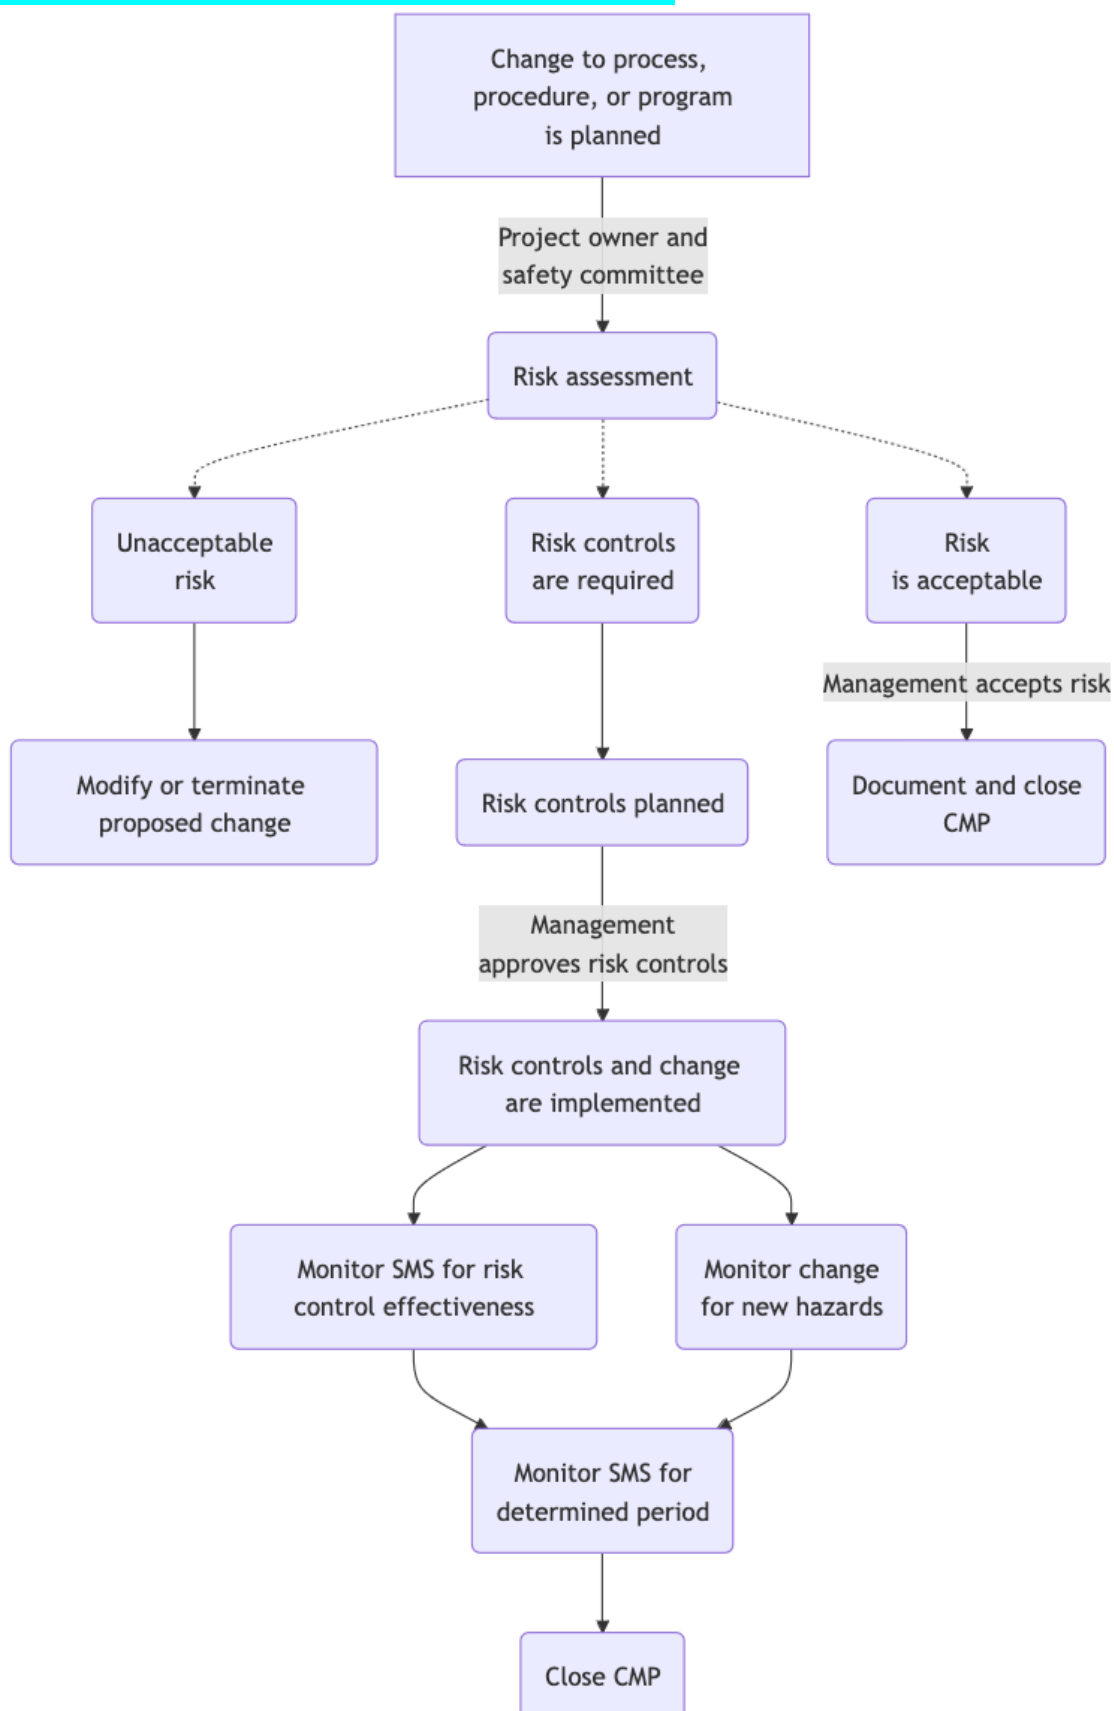 Change to process,
procedure, or program
is planned
Project owner and
safety committee
Risk assessment
Unacceptable
risk
Risk controls
are required
Risk
is acceptable
Management accepts risk
Modify or terminate
proposed change
Risk controls planned
Document and close
CMP
Management
approves risk controls
Risk controls and change
are implemented
Monitor SMS for risk
control effectiveness
Monitor change
for new hazards
Monitor SMS for
determined period
Close CMP